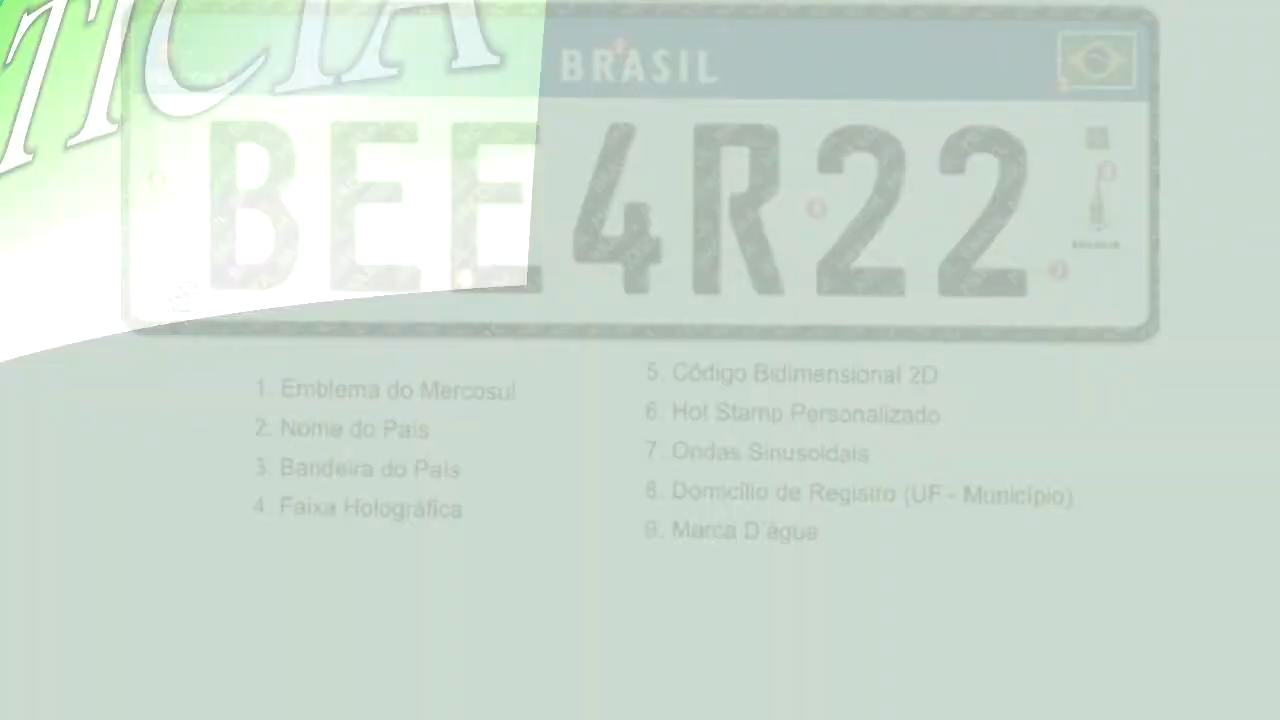 TICIA
BRASIL
BEE4R22
1. Emblema do Mercosul
2. Nome do País
3. Bandeira do País
4. Faixa Holográfica
5. Código Bidimensional 2D
6. Hot Stamp Personalizado
7. Ondas Sinusoidais
8. Domicílio de Registro (UF - Município)
9. Marca D'água